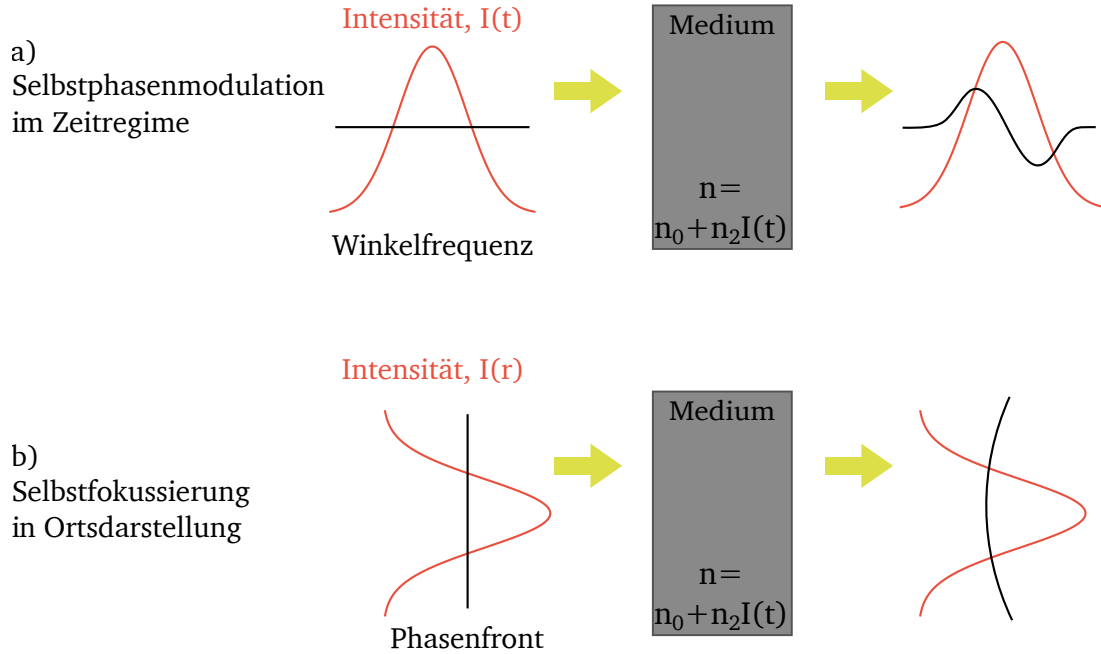 Intensität, I(t)
Medium
a)
Selbstphasenmodulation
im Zeitregime
n=
n₀+n₂I(t)
Winkelfrequenz
Intensität, I(r)
Medium
b)
Selbstfokussierung
in Ortsdarstellung
n=
n₀+n₂I(t)
Phasenfront